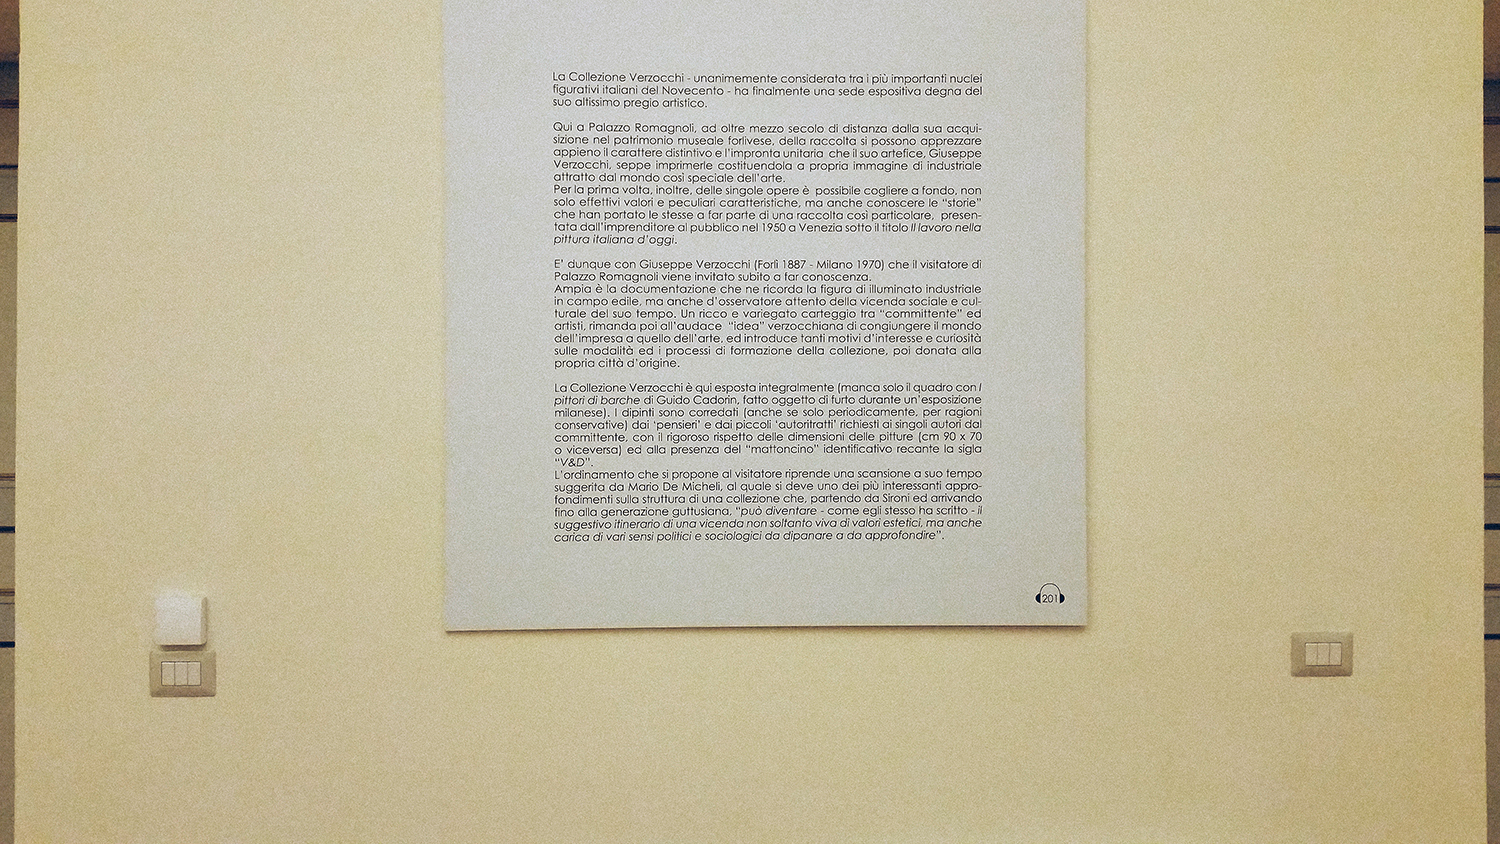 La Collezione Verzocchi - unanimemente considerata tra i più importanti nuclei
figurativi italiani del Novecento - ha finalmente una sede espositiva degna del
suo altissimo pregio artistico.
Qui a Palazzo Romagnoli, ad oltre mezzo secolo di distanza dalla sua acqui-
sizione nel patrimonio museale forlivese, della raccolta si possono apprezzare
appieno il carattere distintivo e l'impronta unitaria che il suo artefice, Giuseppe
Verzocchi, seppe imprimerle costituendola a propria immagine di industriale
attratto dal mondo così speciale dell'arte.
Per la prima volta, inoltre, delle singole opere è possibile cogliere a fondo, non
solo effettivi valori e peculiari caratteristiche, ma anche conoscere le "storie"
che han portato le stesse a far parte di una raccolta così particolare, presen-
tata dall'imprenditore al pubblico nel 1950 a Venezia sotto il titolo Il lavoro nella
pittura italiana d'oggi.
E' dunque con Giuseppe Verzocchi (Forlì 1887 - Milano 1970) che il visitatore di
Palazzo Romagnoli viene invitato subito a far conoscenza.
Ampia è la documentazione che ne ricorda la figura di illuminato industriale
in campo edile, ma anche d'osservatore attento della vicenda sociale e cul-
turale del suo tempo. Un ricco e variegato carteggio tra "committente" ed
artisti, rimanda poi all'audace "idea" verzocchiana di congiungere il mondo
dell'impresa a quello dell'arte, ed introduce tanti motivi d'interesse e curiosità
sulle modalità ed i processi di formazione della collezione, poi donata alla
propria città d'origine.
La Collezione Verzocchi è qui esposta integralmente (manca solo il quadro con I
pittori di barche di Guido Cadorin, fatto oggetto di furto durante un'esposizione
milanese). I dipinti sono corredati (anche se solo periodicamente, per ragioni
conservative) dai 'pensieri' e dai piccoli 'autoritratti' richiesti ai singoli autori dal
committente, con il rigoroso rispetto delle dimensioni delle pitture (cm 90 x 70
o viceversa) ed alla presenza del "mattoncino" identificativo recante la sigla
"V&D".
L'ordinamento che si propone al visitatore riprende una scansione a suo tempo
suggerita da Mario De Micheli, al quale si deve uno dei più interessanti appro-
fondimenti sulla struttura di una collezione che, partendo da Sironi ed arrivando
fino alla generazione guttusiana, "può diventare - come egli stesso ha scritto - il
suggestivo itinerario di una vicenda non soltanto viva di valori estetici, ma anche
carica di vari sensi politici e sociologici da dipanare a da approfondire".
201